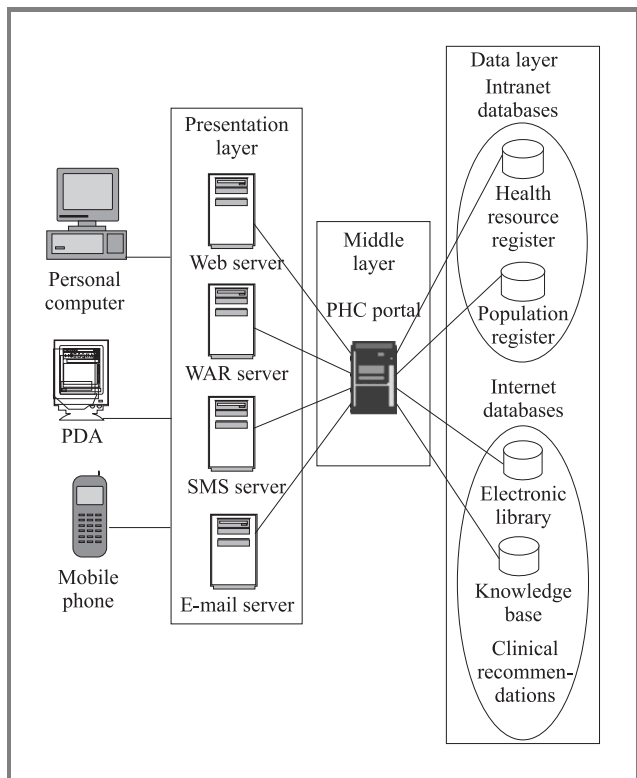 Personal
computer
PDA
Mobile
phone
Presentation
layer
Web server
WAR server
SMS server
E-mail server
Middle
layer
PHC portal
Data layer
Intranet
databases
Health
resource
register
Population
register
Internet
databases
Electronic
library
Knowledge
base
Clinical
recommen-
dations